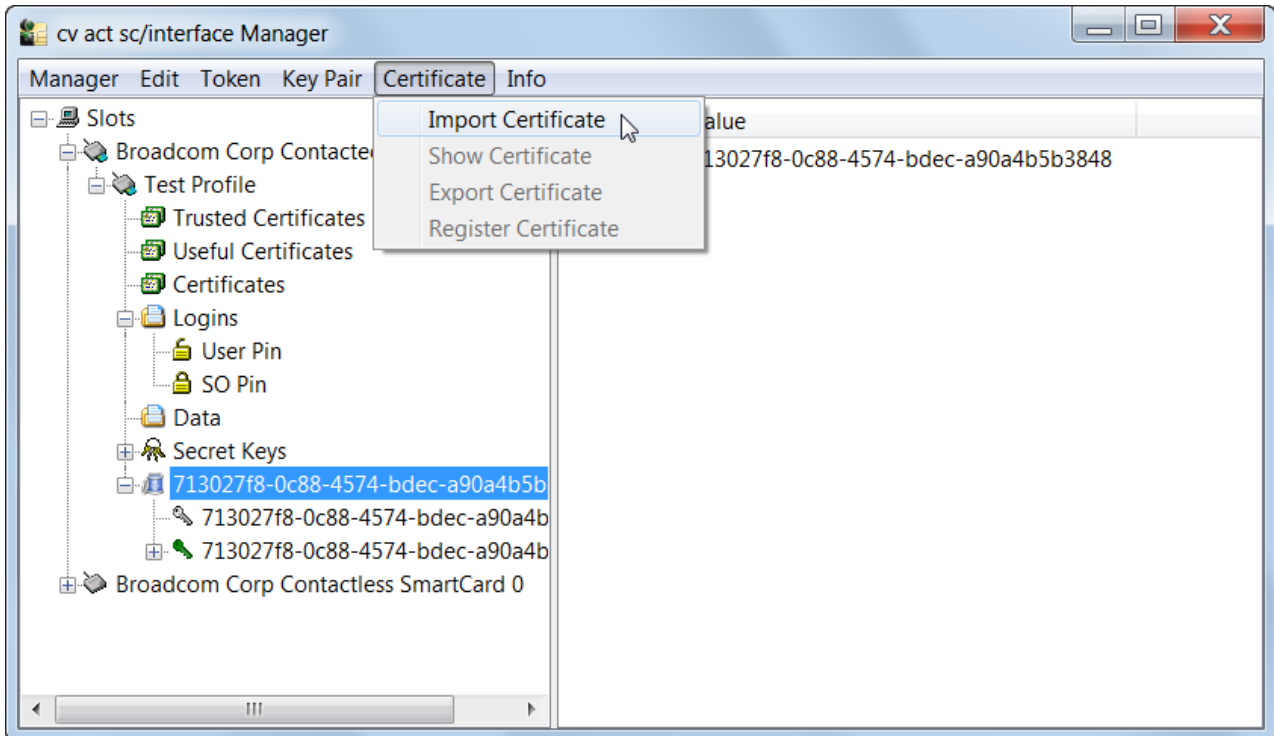 cv act sc/interface Manager
Manager Edit Token Key Pair Certificate Info
Import Certificate
Show Certificate
Export Certificate
Register Certificate
Slots
Broadcom Corp Contacte
Test Profile
Trusted Certificates
Useful Certificates
Certificates
Logins
User Pin
SO Pin
Data
Secret Keys
713027f8-0c88-4574-bdec-a90a4b5b
713027f8-0c88-4574-bdec-a90a4b
713027f8-0c88-4574-bdec-a90a4b
Broadcom Corp Contactless SmartCard 0
alue
13027f8-0c88-4574-bdec-a90a4b5b3848